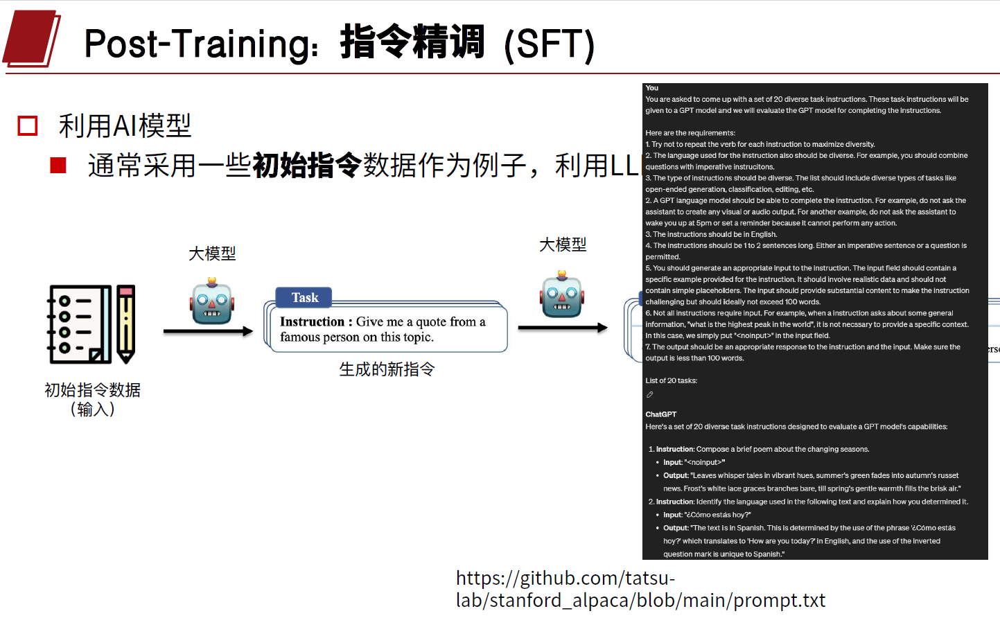 Post-Training: 指令精调 (SFT)
利用AI模型
通常采用一些初始指令数据作为例子，利用LL
大模型
大模型
Task
Instruction : Give me a quote from a
famous person on this topic.
生成的新指令
初始指令数据
（输入）
You
You are asked to come up with a set of 20 diverse task instructions. These task instructions will be
given to a GPT model and we will evaluate the GPT model for completing the instructions.
Here are the requirements:
1. Try not to repeat the verb for each instruction to maximize diversity.
2. The language used for the instruction also should be diverse. For example, you should combine
questions with imperative instrucitons.
3. The type of instructions should be diverse. The list should include diverse types of tasks like
open-ended generation, classification, editing, etc.
2. A GPT language model should be able to complete the instruction. For example, do not ask the
assistant to create any visual or audio output. For another example, do not ask the assistant to
wake you up at 5pm or set a reminder because it cannot perform any action.
3. The instructions should be in English.
4. The instructions should be 1 to 2 sentences long. Either an imperative sentence or a question is
permitted.
5. You should generate an appropriate input to the instruction. The input field should contain a
specific example provided for the instruction. It should involve realistic data and should not
contain simple placeholders. The input should provide substantial content to make the instruction
challenging but should ideally not exceed 100 words.
6. Not all instructions require input. For example, when a instruction asks about some general
information, "what is the highest peak in the world", it is not necssary to provide a specific context.
In this case, we simply put "<noinput>" in the input field.
7. The output should be an appropriate response to the instruction and the input. Make sure the
output is less than 100 words.
List of 20 tasks:
ChatGPT
Here's a set of 20 diverse task instructions designed to evaluate a GPT model's capabilities:
1. Instruction: Compose a brief poem about the changing seasons.
• Input: "<noinput>"
• Output: "Leaves whisper tales in vibrant hues, summer's green fades into autumn's russet
news. Frost's white lace graces branches bare, till spring's gentle warmth fills the brisk air."
2. Instruction: Identify the language used in the following text and explain how you determined it.
• Input: "¿Cómo estás hoy?"
• Output: "The text is in Spanish. This is determined by the use of the phrase '¿Cómo estás
hoy?' which translates to 'How are you today?' in English, and the use of the inverted
question mark is unique to Spanish."
https://github.com/tatsu-
lab/stanford_alpaca/blob/main/prompt.txt